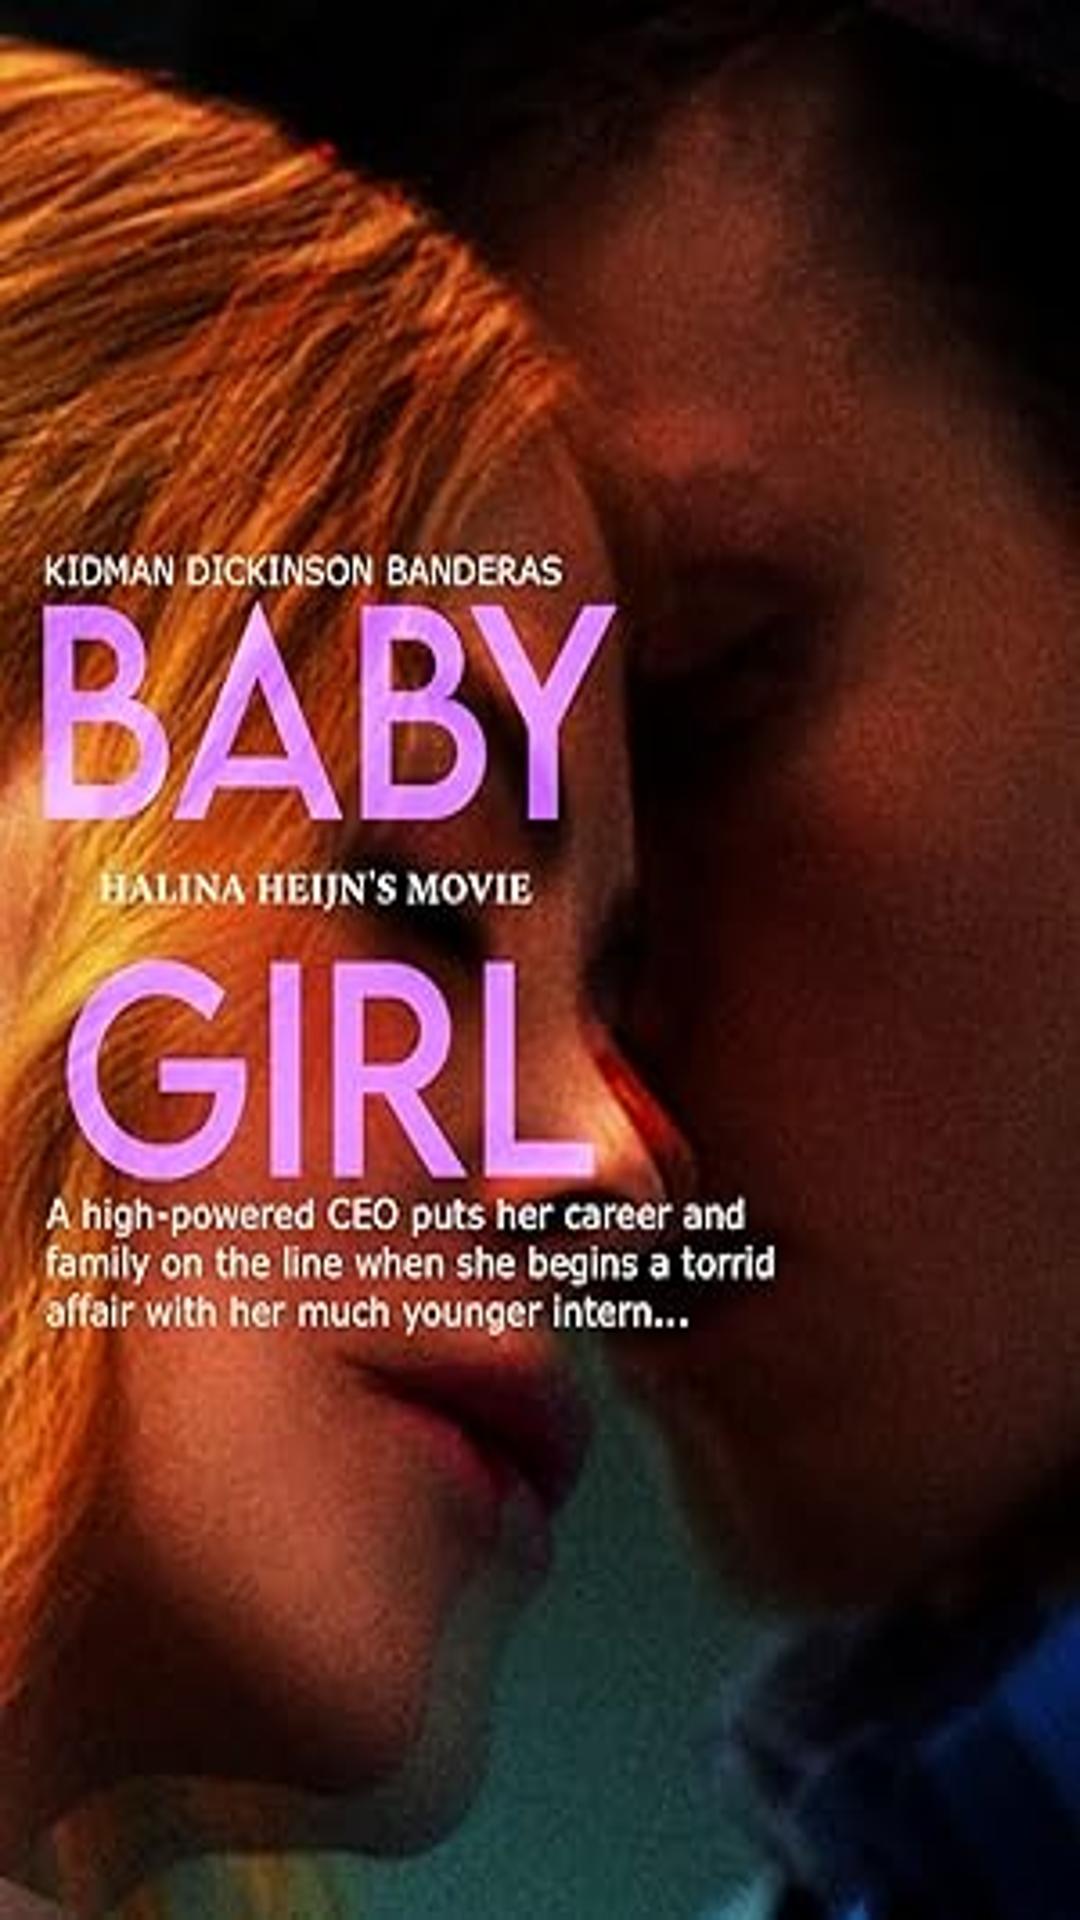 KIDMAN DICKINSON BANDERAS
BABY
HALINA HEIJN'S MOVIE
GIRL
A high-powered CEO puts her career and
family on the line when she begins a torrid
affair with her much younger intern...